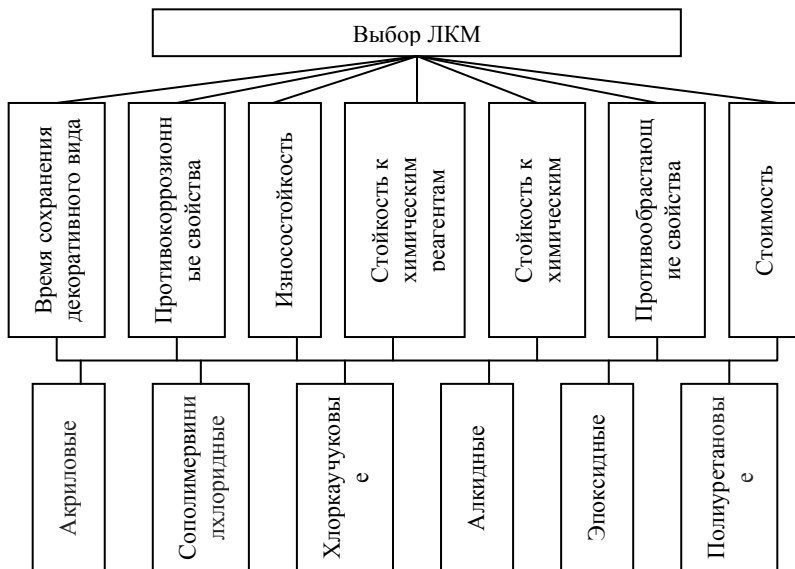 Выбор ЛКМ
Время сохранения
декоративного вида
Противокоррозионн
ые свойства
Износостойкость
Стойкость к
химическим
реагентам
Стойкость к
химическим
Противообрастающ
ие свойства
Стоимость
Акриловые
Сополимервини
лхлоридные
Хлоркаучуковы
е
Алкидные
Эпоксидные
Полиуретановы
е